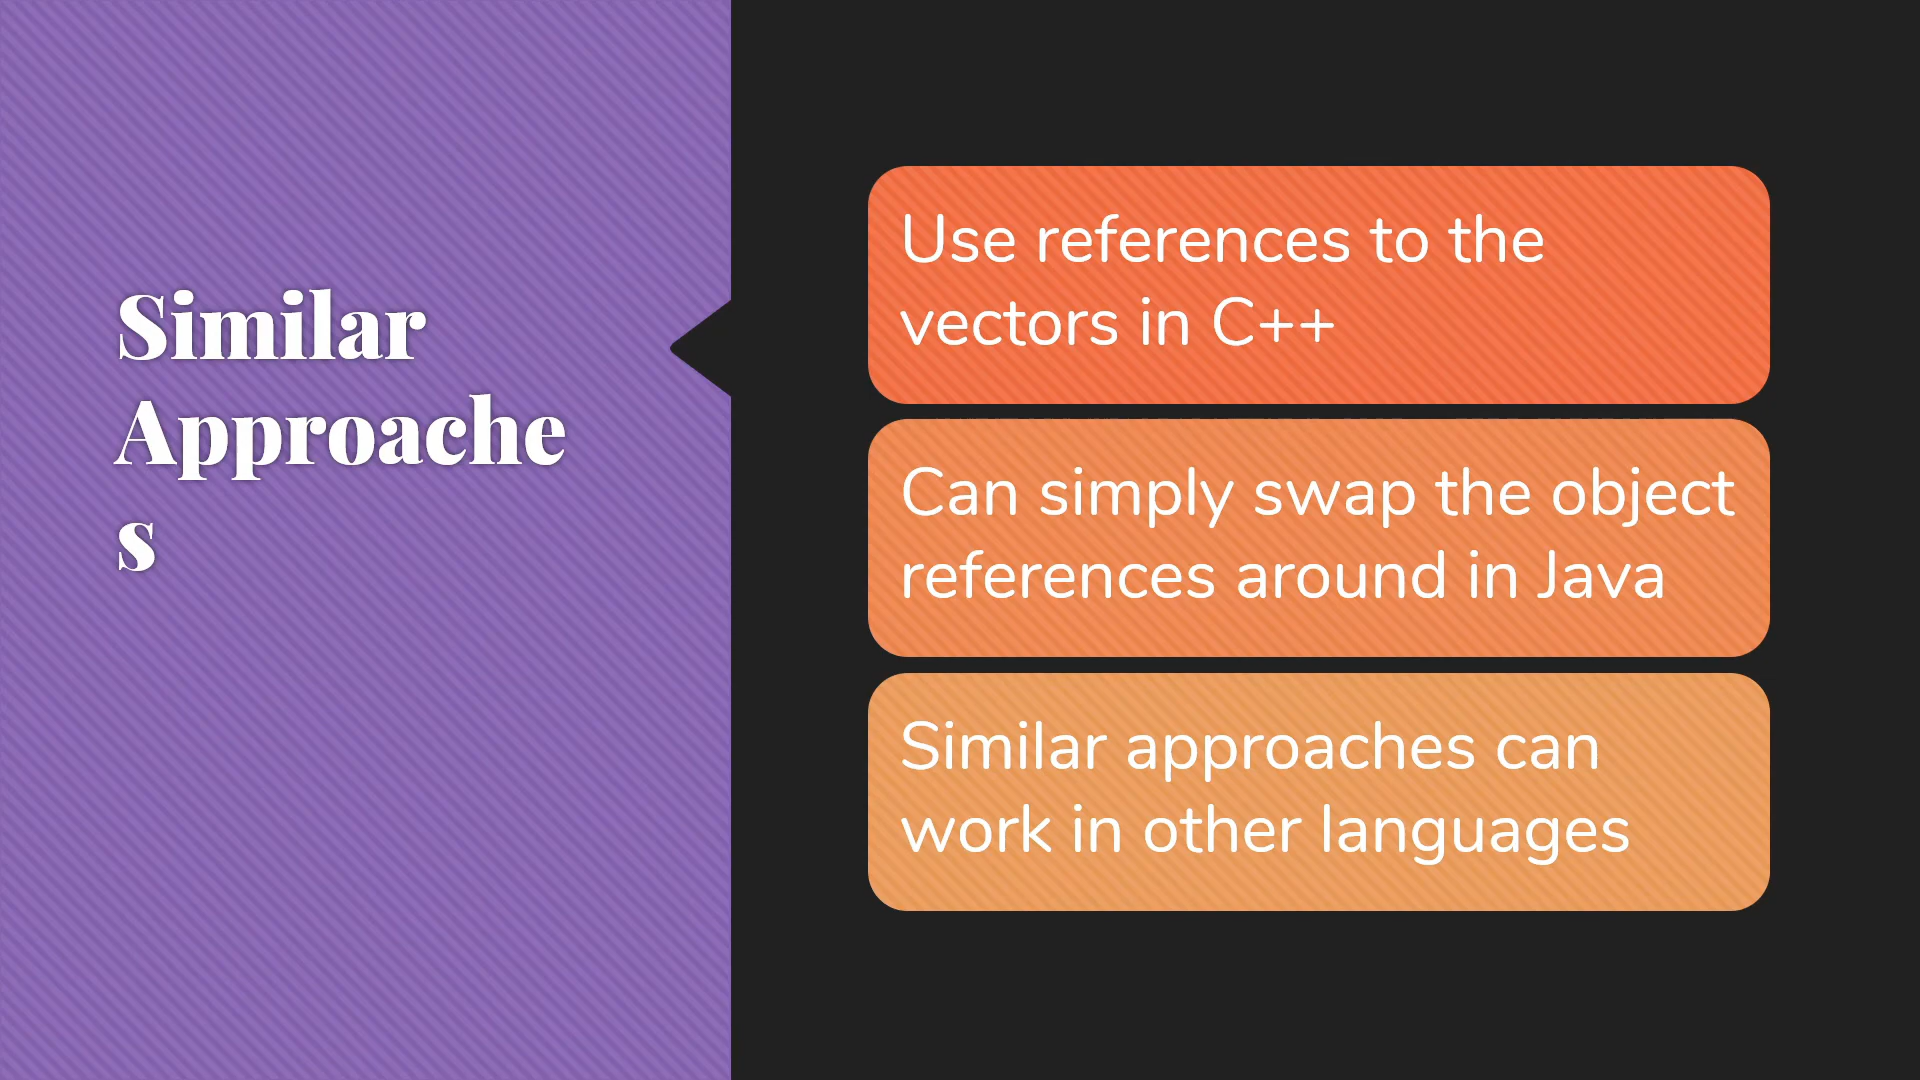 Similar
Approache
s
Use references to the
vectors in C++
Can simply swap the object
references around in Java
Similar approaches can
work in other languages